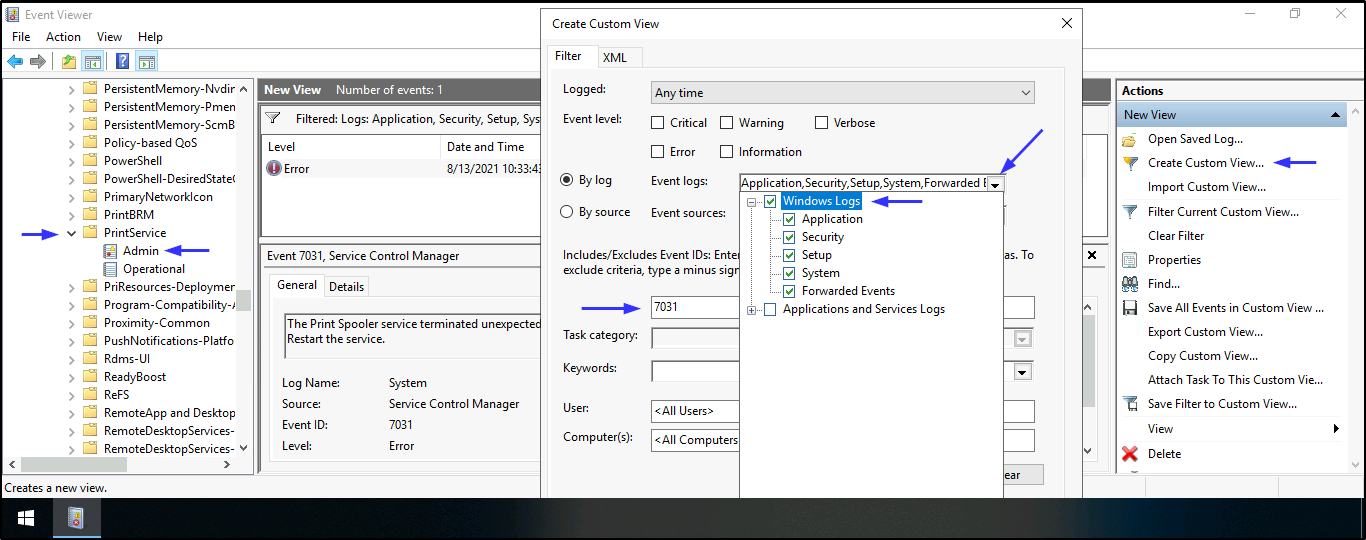 Event Viewer
File Action View Help
PersistentMemory-Nvdin
PersistentMemory-Pmen
PersistentMemory-ScmB
Policy-based QoS
PowerShell
PowerShell-DesiredState
PrimaryNetworkIcon
PrintBRM
PrintService
Admin
Operational
PriResources-Deploymen
Program-Compatibility-A
Proximity-Common
PushNotifications-Platfo
Rdms-UI
ReadyBoost
ReFS
RemoteApp and Desktop
RemoteDesktopServices-
RemoteDesktopServices-
New View Number of events: 1
Filtered: Logs: Application, Security, Setup, Sys
Level Date and Time
Error 8/13/2021 10:33:43
Event 7031, Service Control Manager
General Details
The Print Spooler service terminated unexpected
Restart the service.
Log Name: System
Source: Service Control Manager
Event ID: 7031
Level: Error
Create Custom View
Filter XML
Logged: Any time
Event level: Critical Warning Verbose
Error Information
By log Event logs: Application,Security,Setup,System,Forwarded E
By source Event sources:
Windows Logs
Application
Security
Setup
System
Forwarded Events
Applications and Services Logs
Includes/Excludes Event IDs: Enter as. To
exclude criteria, type a minus sign
7031
Task category:
Keywords:
User: <All Users>
Computer(s): <All Computers
ear
Actions
New View
Open Saved Log...
Create Custom View...
Import Custom View...
Filter Current Custom View...
Clear Filter
Properties
Find...
Save All Events in Custom View
Export Custom View...
Copy Custom View...
Attach Task To This Custom Vie...
Save Filter to Custom View...
View
Delete
Creates a new view.